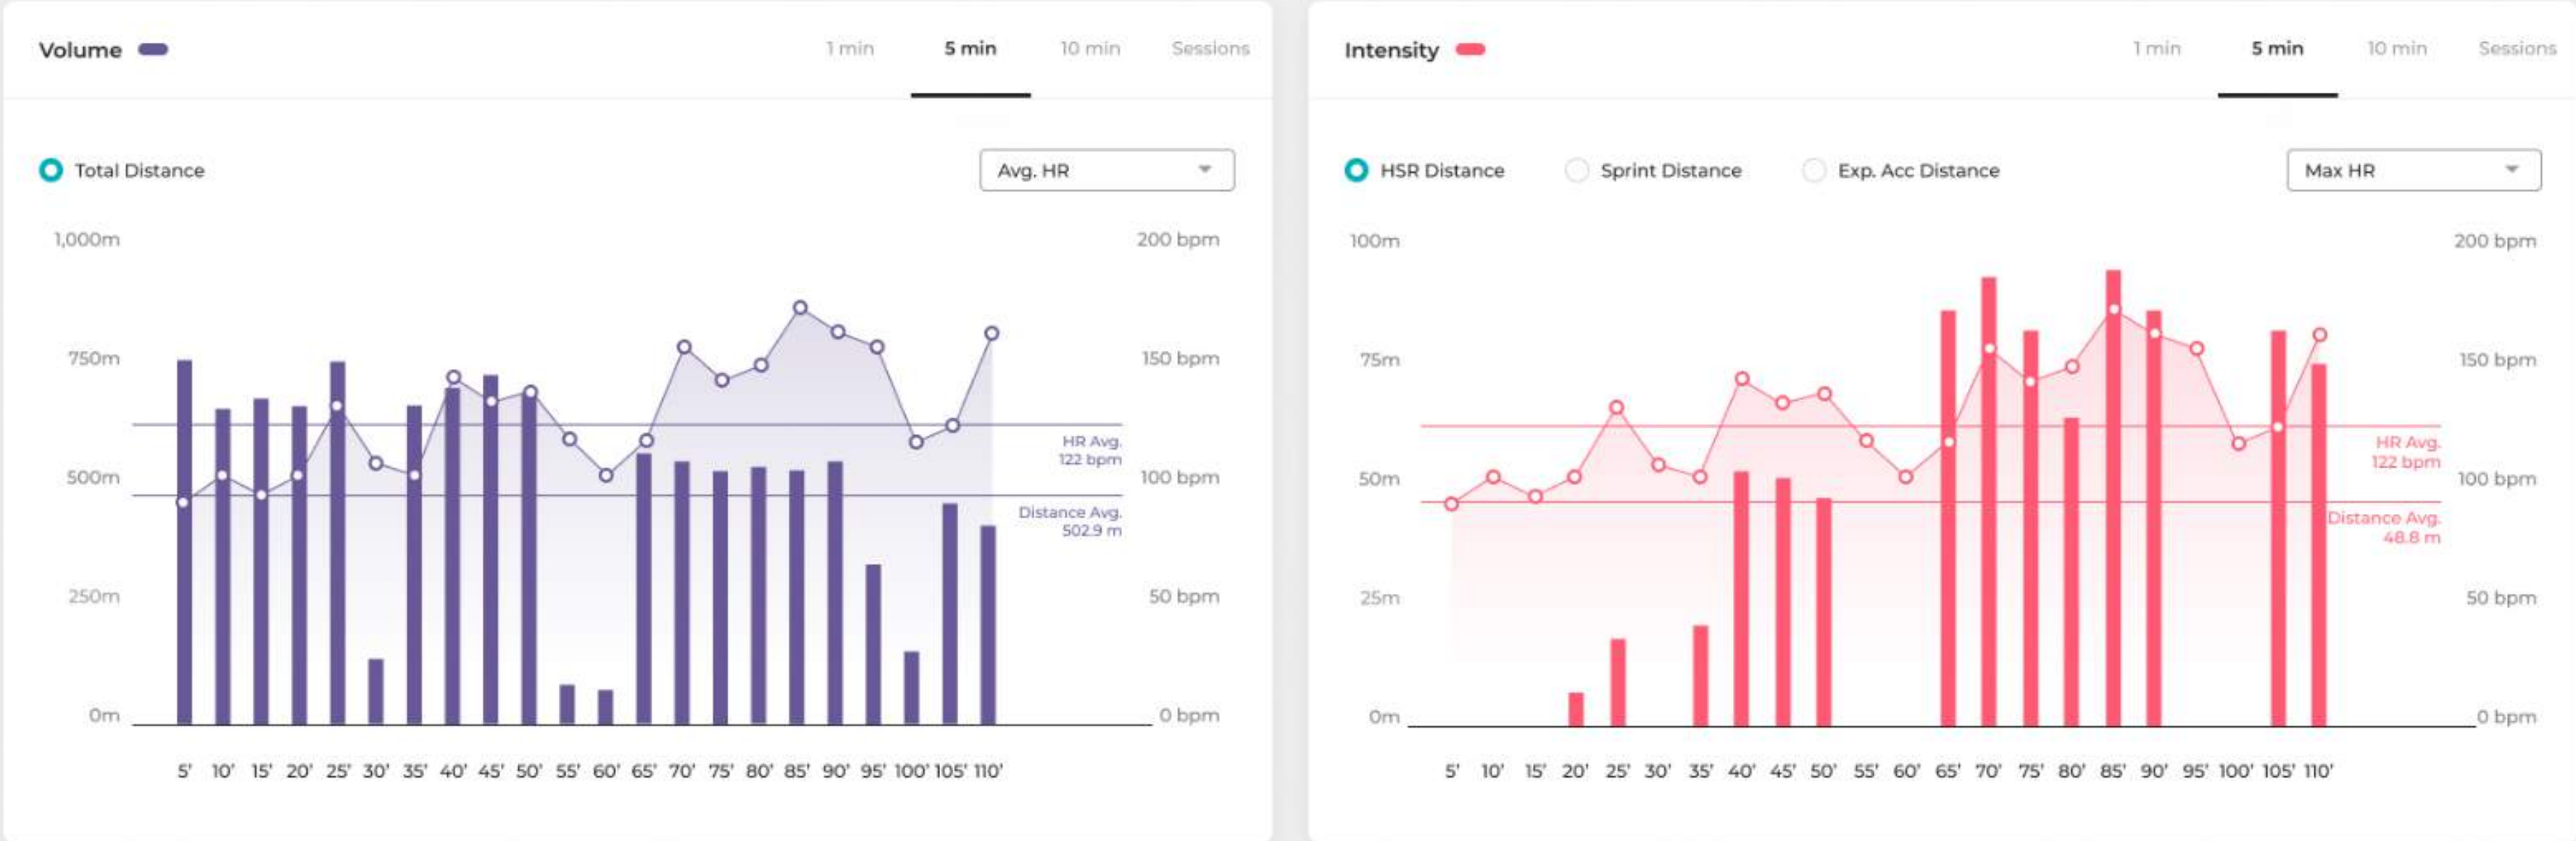 Volume
1 min 5 min 10 min Sessions
Total Distance
Avg. HR
1,000m
750m
500m
250m
0m
200 bpm
150 bpm
100 bpm
50 bpm
0 bpm
HR Avg.
122 bpm
Distance Avg.
502.9 m
5' 10' 15' 20' 25' 30' 35' 40' 45' 50' 55' 60' 65' 70' 75' 80' 85' 90' 95' 100' 105' 110'
Intensity
1 min 5 min 10 min Sessions
HSR Distance Sprint Distance Exp. Acc Distance
Max HR
100m
75m
50m
25m
0m
200 bpm
150 bpm
100 bpm
50 bpm
0 bpm
HR Avg.
122 bpm
Distance Avg.
48.8 m
5' 10' 15' 20' 25' 30' 35' 40' 45' 50' 55' 60' 65' 70' 75' 80' 85' 90' 95' 100' 105' 110'